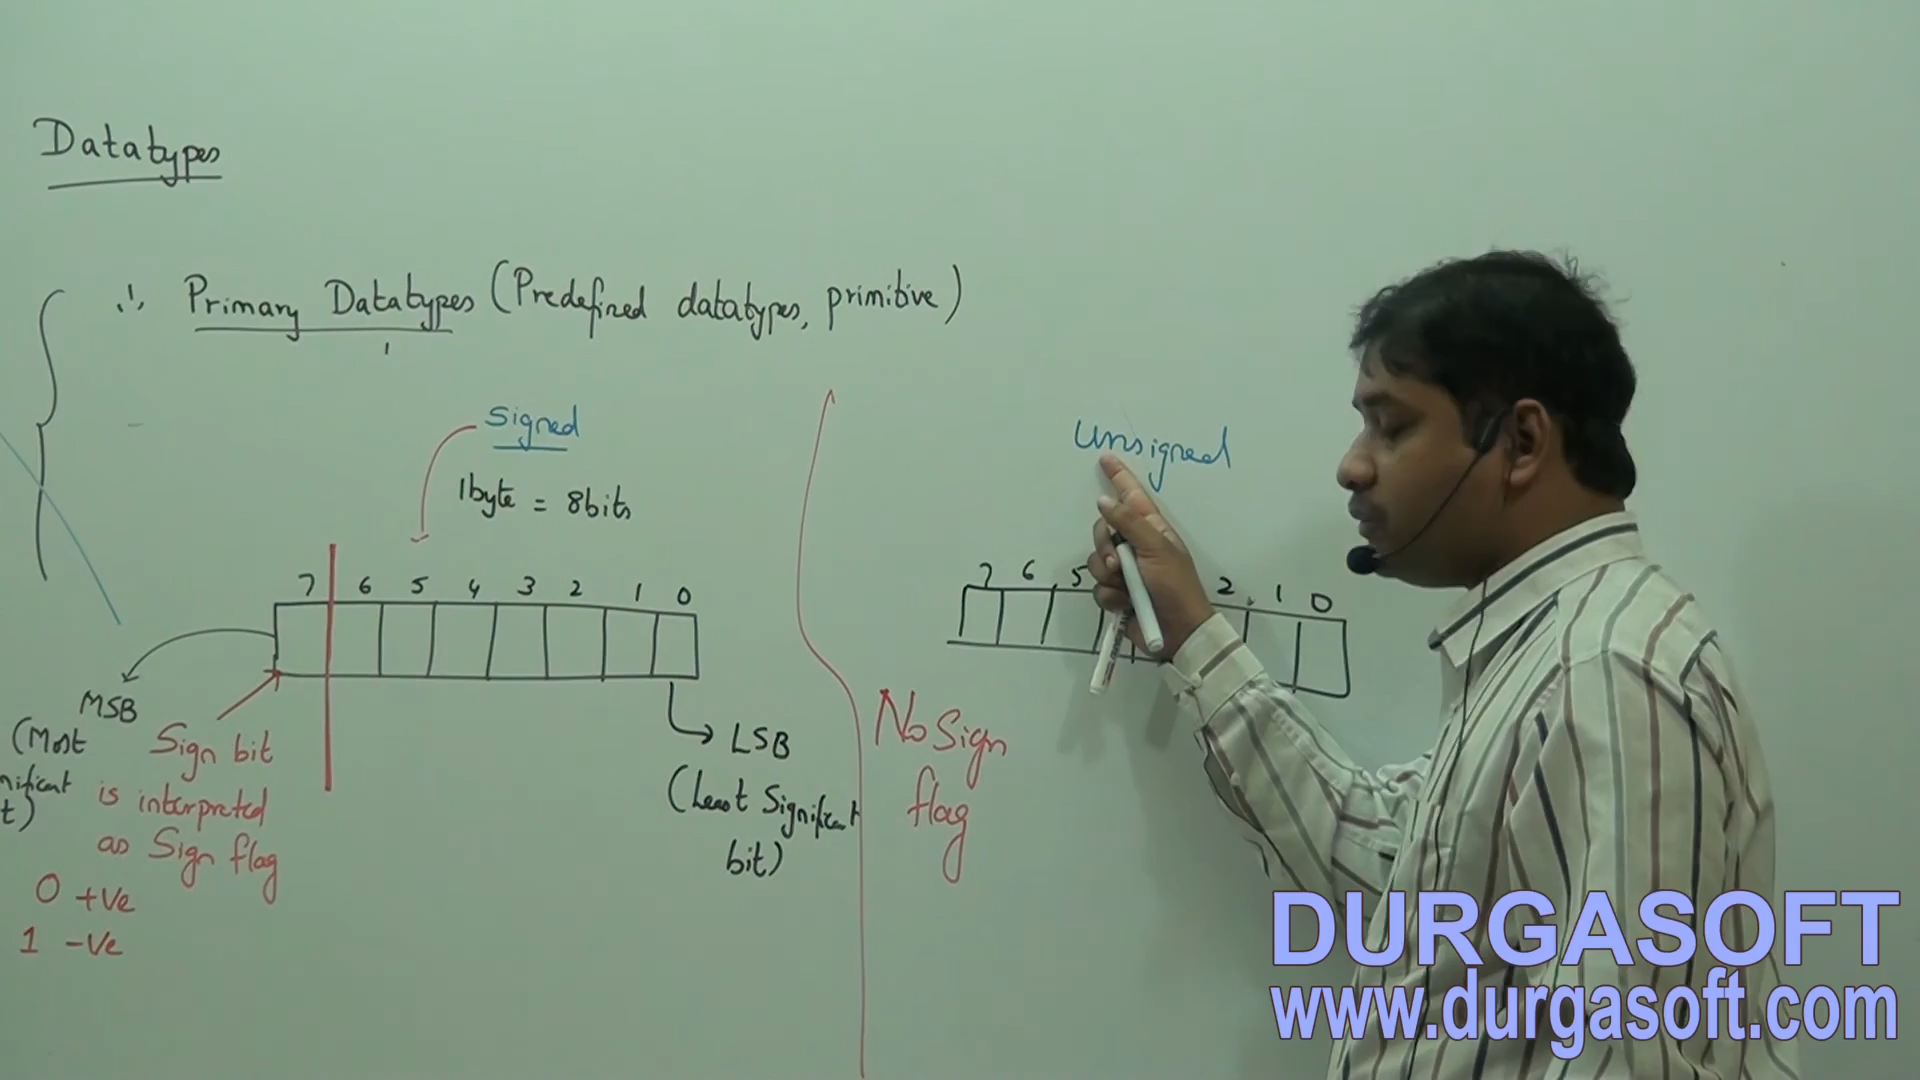 Datatypes
∴ Primary Datatypes (Predefined datatypes, primitive)
Signed
1byte = 8bits
7 6 5 4 3 2 1 0
MSB
(Most
nificant
t)
Sign bit
is interpreted
as Sign flag
0 +Ve
1 -Ve
LSB
(Least Significant
bit)
Unsigned
7 6 5 2 1 0
No Sign
flag
DURGASOFT
www.durgasoft.com